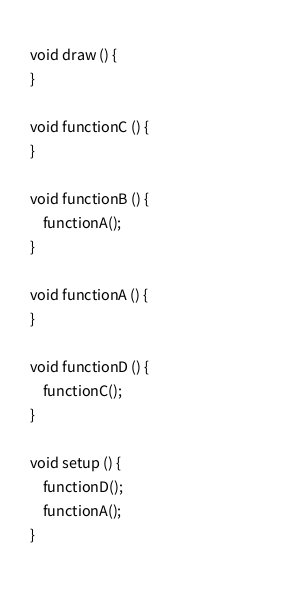 void draw () {
}
void functionC () {
}
void functionB () {
functionA();
}
void functionA () {
}
void functionD () {
functionC();
}
void setup () {
functionD();
functionA();
}